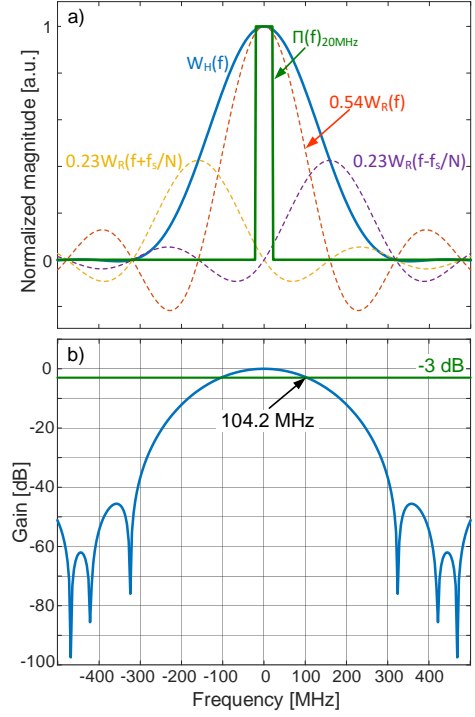 a)
1
W_H(f)
Π(f)_20MHz
0.54W_R(f)
0.23W_R(f+f_s/N)
0.23W_R(f-f_s/N)
0
Normalized magnitude [a.u.]
b)
0
-3 dB
104.2 MHz
-20
-40
-60
-80
-100
Gain [dB]
-400 -300 -200 -100 0 100 200 300 400
Frequency [MHz]